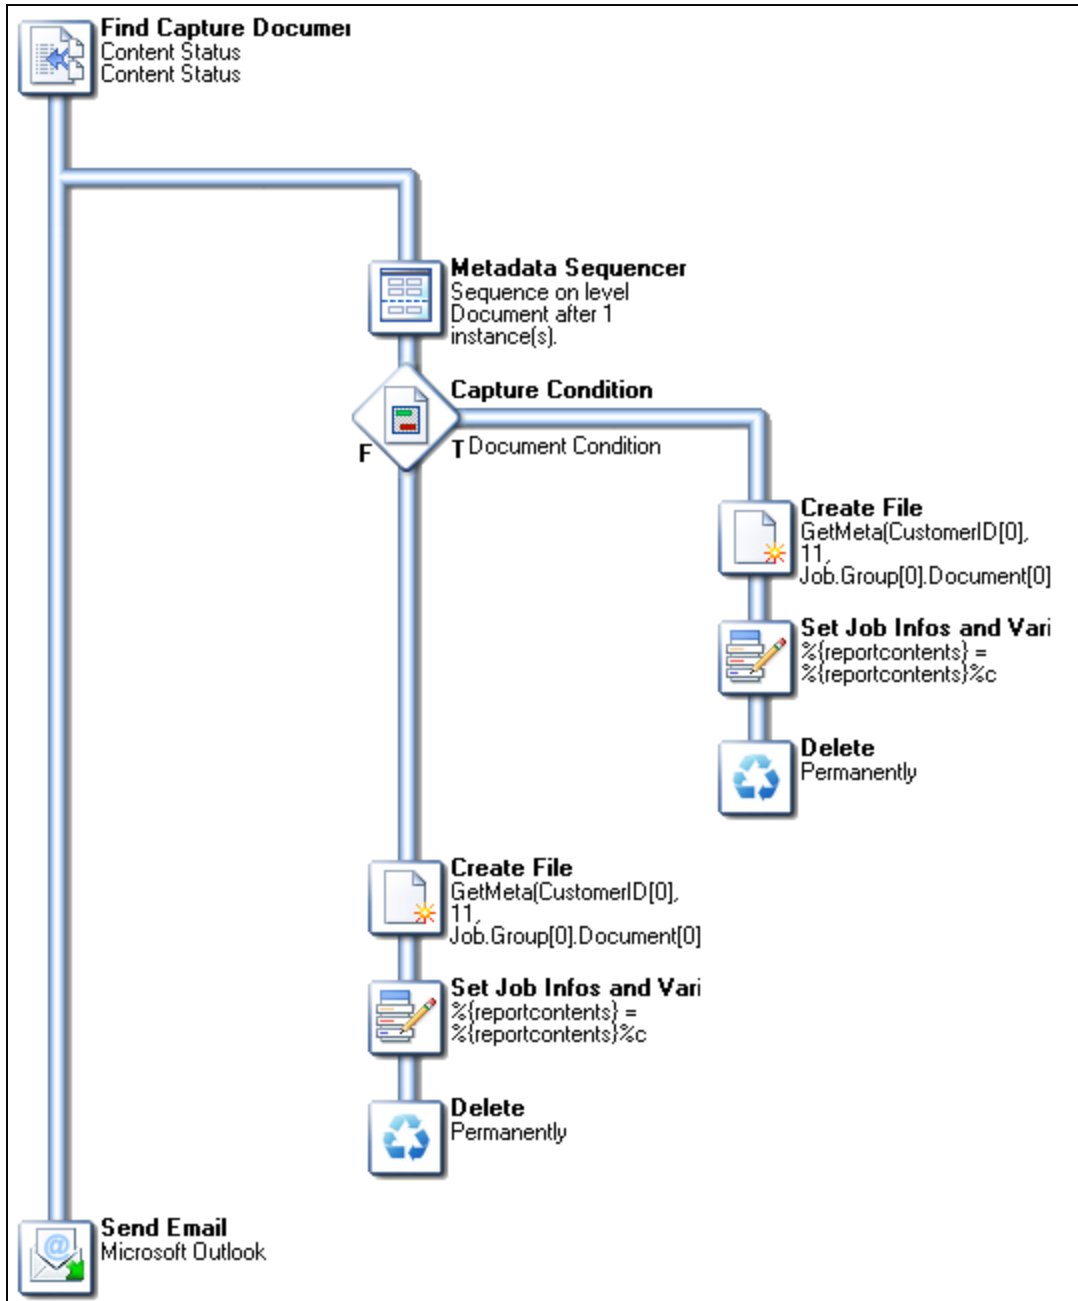 Find Capture Documei
Content Status
Content Status
Metadata Sequencer
Sequence on level
Document after 1
instance(s).
Capture Condition
F
T Document Condition
Create File
GetMeta(CustomerID[0],
11,
Job.Group[0].Document[0]
Set Job Infos and Vari
%{reportcontents} =
%{reportcontents}%c
Delete
Permanently
Create File
GetMeta(CustomerID[0],
11,
Job.Group[0].Document[0]
Set Job Infos and Vari
%{reportcontents} =
%{reportcontents}%c
Delete
Permanently
Send Email
Microsoft Outlook